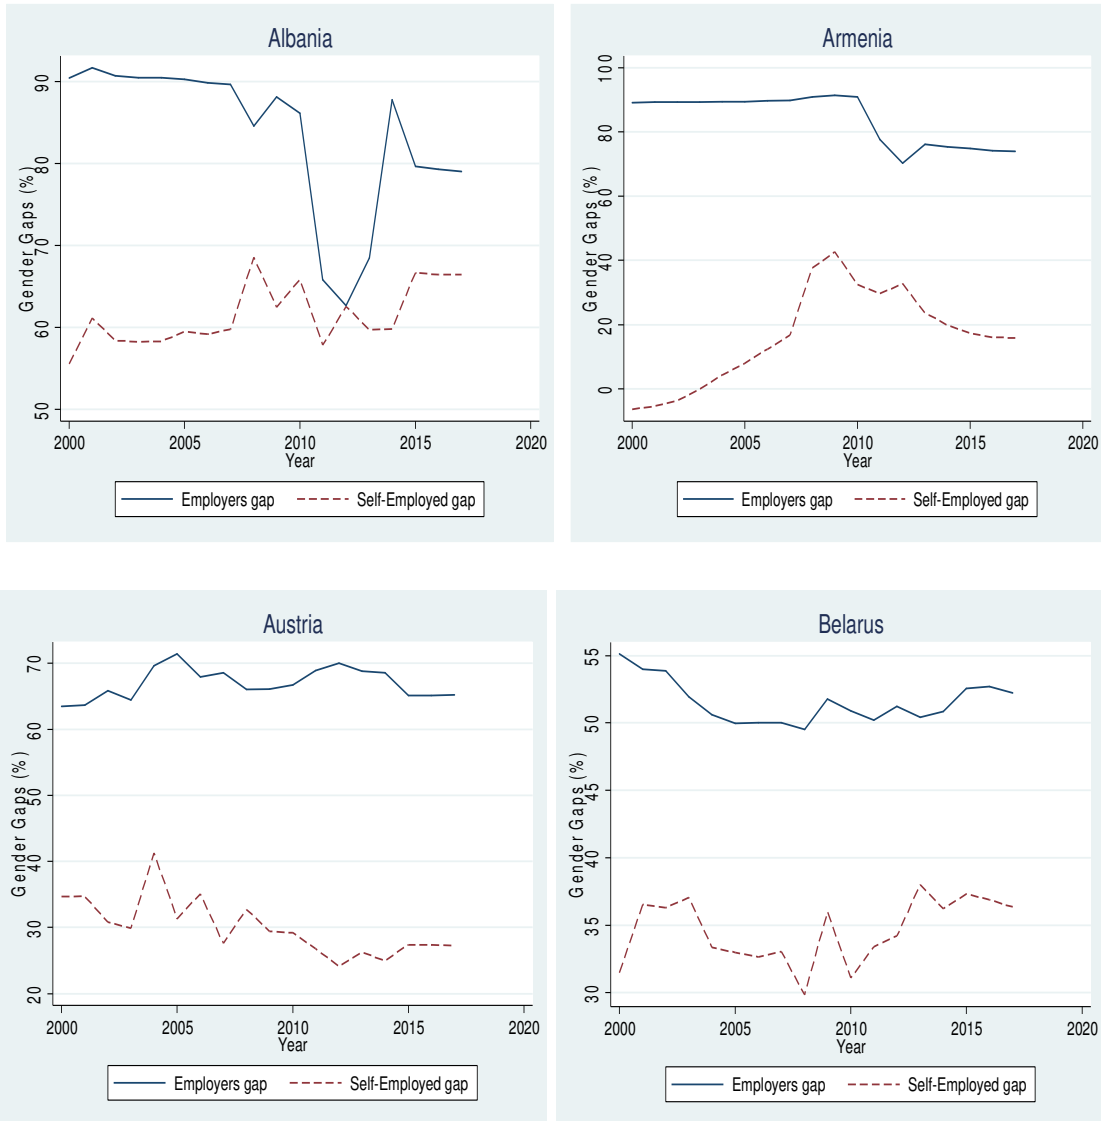 Albania
Gender Gaps (%)
90
80
70
60
50
2000 2005 2010 2015 2020
Year
Employers gap Self-Employed gap
Armenia
Gender Gaps (%)
100
80
60
40
20
0
2000 2005 2010 2015 2020
Year
Employers gap Self-Employed gap
Austria
Gender Gaps (%)
70
60
50
40
30
20
2000 2005 2010 2015 2020
Year
Employers gap Self-Employed gap
Belarus
Gender Gaps (%)
55
50
45
40
35
30
2000 2005 2010 2015 2020
Year
Employers gap Self-Employed gap